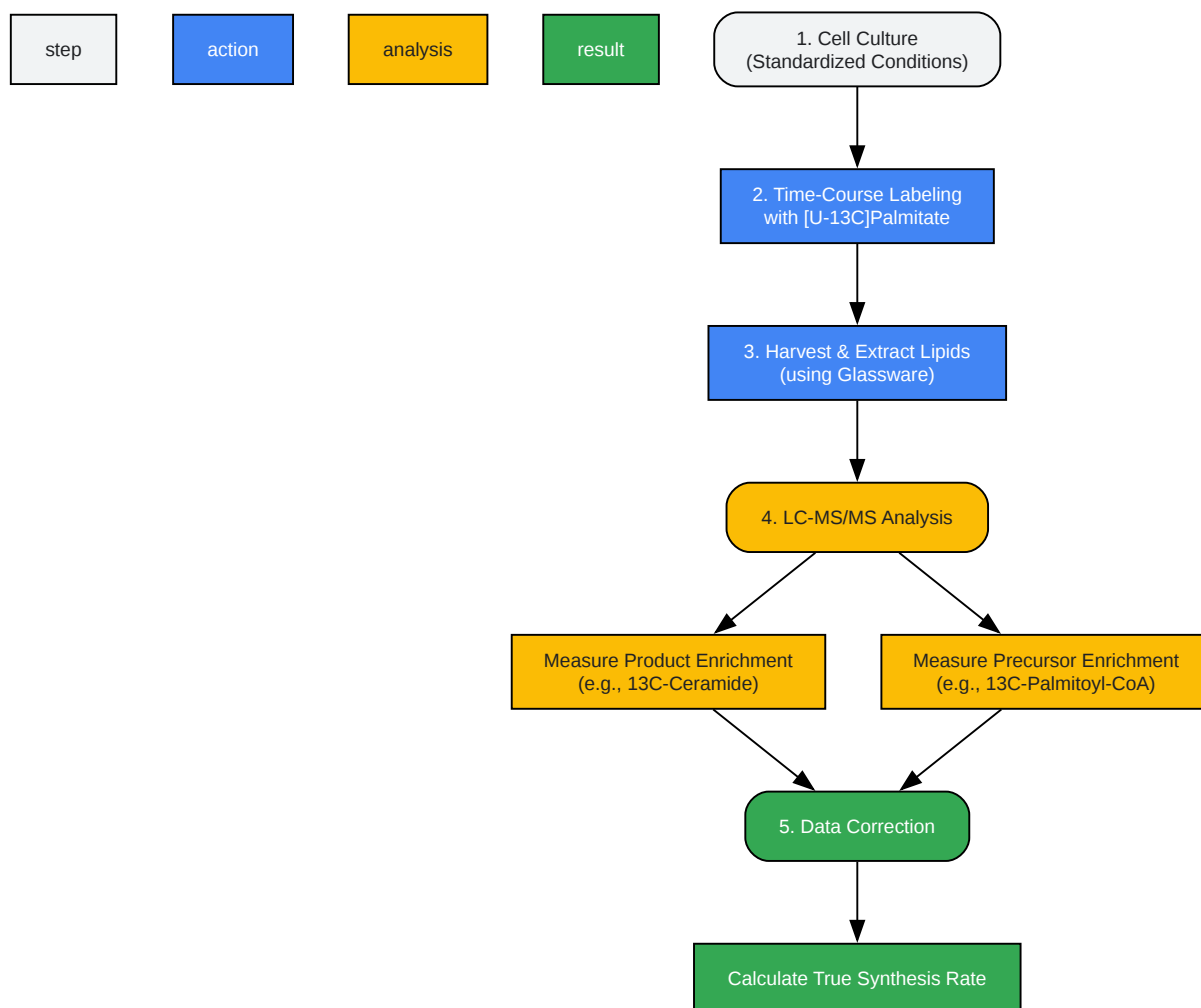 step
action
analysis
result
1. Cell Culture
(Standardized Conditions)
2. Time-Course Labeling
with [U-13C]Palmitate
3. Harvest & Extract Lipids
(using Glassware)
4. LC-MS/MS Analysis
Measure Product Enrichment
(e.g., 13C-Ceramide)
Measure Precursor Enrichment
(e.g., 13C-Palmitoyl-CoA)
5. Data Correction
Calculate True Synthesis Rate